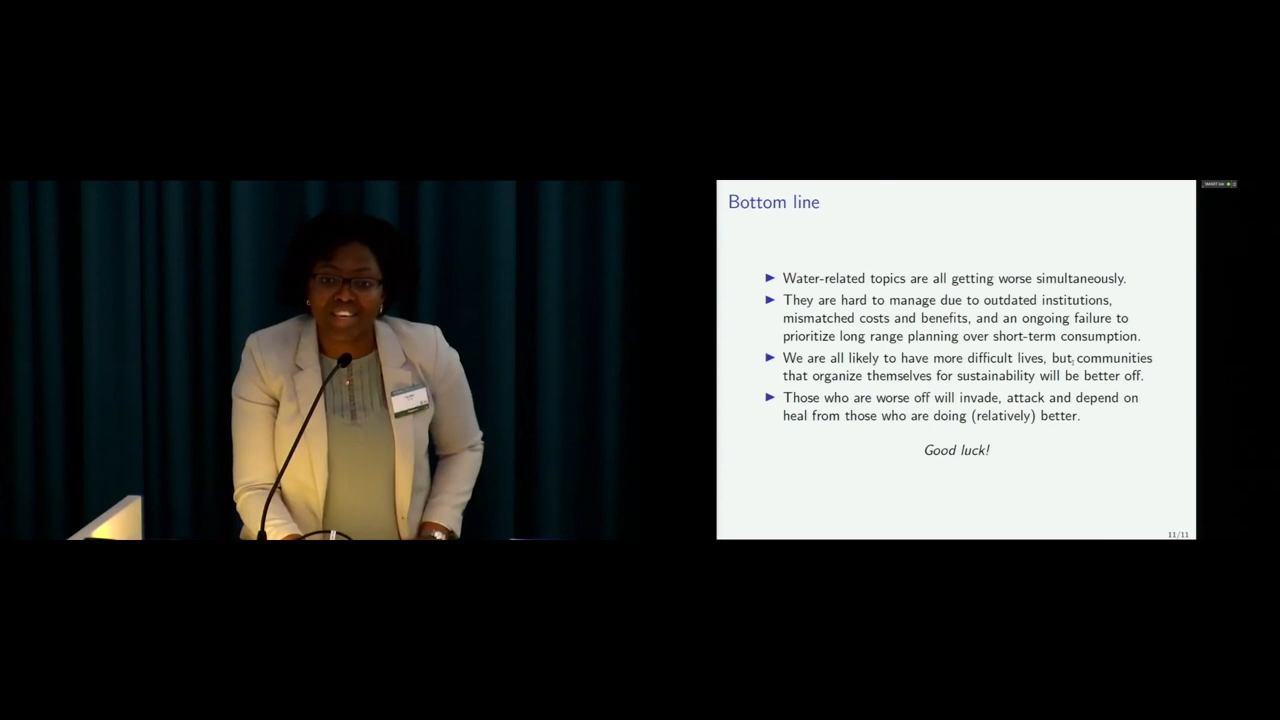 Bottom line
▶ Water-related topics are all getting worse simultaneously.
▶ They are hard to manage due to outdated institutions,
mismatched costs and benefits, and an ongoing failure to
prioritize long range planning over short-term consumption.
▶ We are all likely to have more difficult lives, but communities
that organize themselves for sustainability will be better off.
▶ Those who are worse off will invade, attack and depend on
heal from those who are doing (relatively) better.
Good luck!
11/11